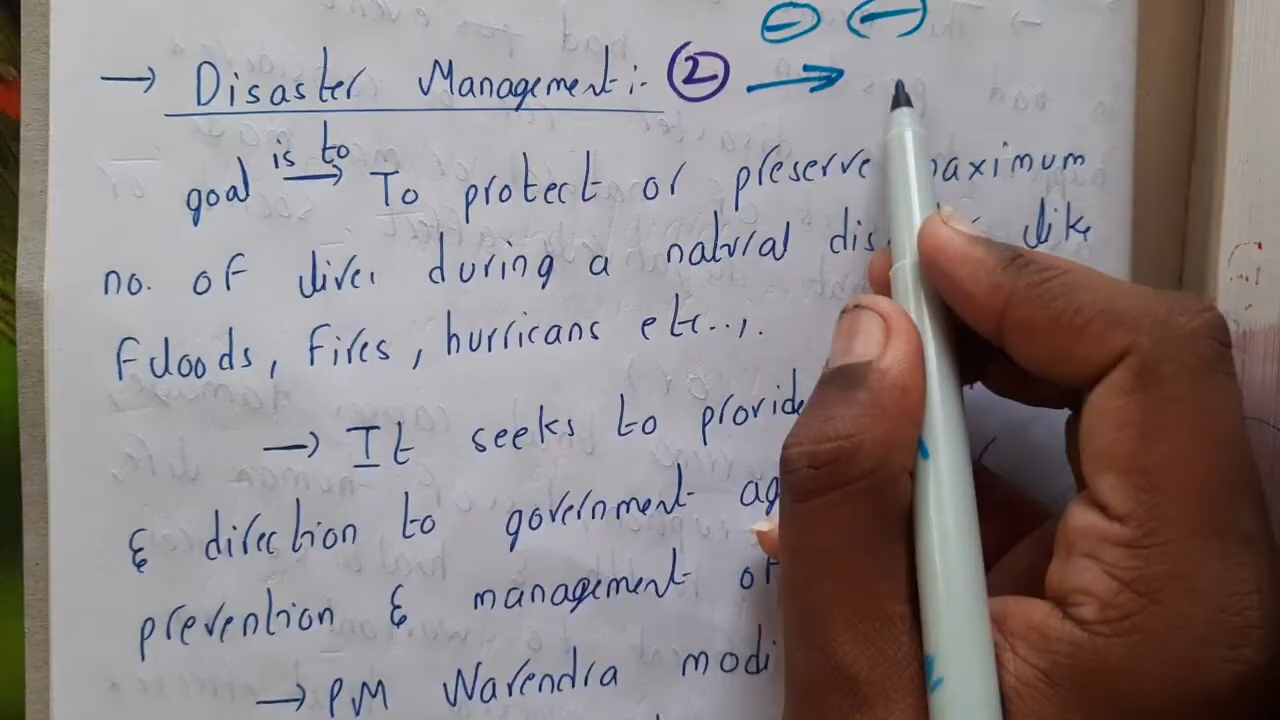 → Disaster Management :- ②
goal is to → To protect or preserve maximum
no. of live. during a natural dis like
Floods, Fires, hurricans etc..,.
→ It seeks to provide
& direction to government ag
prevention & management of
→ PM Narendra modi